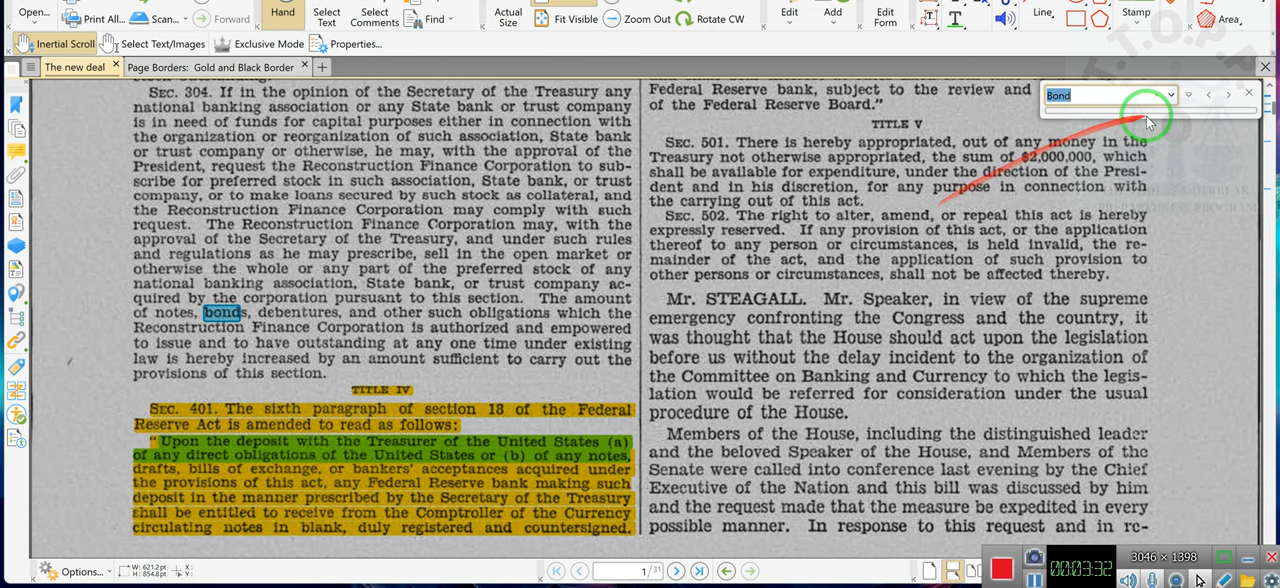 Open...
Print All...
Scan...
Forward
Hand
Select Text
Select Comments
Find
Actual Size
Fit Visible
Zoom Out
Rotate CW
Edit
Add
Edit Form
Line,
Stamp
Area,
Inertial Scroll
Select Text/Images
Exclusive Mode
Properties...
The new deal
Page Borders: Gold and Black Border
Bond
SEC. 304. If in the opinion of the Secretary of the Treasury any
national banking association or any State bank or trust company
is in need of funds for capital purposes either in connection with
the organization or reorganization of such association, State bank
or trust company or otherwise, he may, with the approval of the
President, request the Reconstruction Finance Corporation to sub-
scribe for preferred stock in such association, State bank or trust
company, or to make loans secured by such stock as collateral, and
the Reconstruction Finance Corporation may comply with such
request. The Reconstruction Finance Corporation may, with the
approval of the Secretary of the Treasury, and under such rules
and regulations as he may prescribe, sell in the open market or
otherwise the whole or any part of the preferred stock of any
national banking association, State bank, or trust company ac-
quired by the corporation pursuant to this section. The amount
of notes, bonds, debentures, and other such obligations which the
Reconstruction Finance Corporation is authorized and empowered
to issue and to have outstanding at any one time under existing
law is hereby increased by an amount sufficient to carry out the
provisions of this section.
TITLE IV
SEC. 401. The sixth paragraph of section 18 of the Federal
Reserve Act is amended to read as follows:
"Upon the deposit with the Treasurer of the United States (a)
of any direct obligations of the United States or (b) of any notes,
drafts, bills of exchange, or bankers' acceptances acquired under
the provisions of this act, any Federal Reserve bank making such
deposit in the manner prescribed by the Secretary of the Treasury
shall be entitled to receive from the Comptroller of the Currency
circulating notes in blank, duly registered and countersigned.
Federal Reserve bank, subject to the review and
of the Federal Reserve Board."
TITLE V
SEC. 501. There is hereby appropriated, out of any money in the
Treasury not otherwise appropriated, the sum of $2,000,000, which
shall be available for expenditure, under the direction of the Presi-
dent and in his discretion, for any purpose in connection with
the carrying out of this act.
SEC. 502. The right to alter, amend, or repeal this act is hereby
expressly reserved. If any provision of this act, or the application
thereof to any person or circumstances, is held invalid, the re-
mainder of the act, and the application of such provision to
other persons or circumstances, shall not be affected thereby.
Mr. STEAGALL. Mr. Speaker, in view of the supreme
emergency confronting the Congress and the country, it
was thought that the House should act upon the legislation
before us without the delay incident to the organization of
the Committee on Banking and Currency to which the legis-
lation would be referred for consideration under the usual
procedure of the House.
Members of the House, including the distinguished leader
and the beloved Speaker of the House, and Members of the
Senate were called into conference last evening by the Chief
Executive of the Nation and this bill was discussed by him
and the request made that the measure be expedited in every
possible manner. In response to this request and in re-
Options...
W: 621.2pt
H: 854.8pt
X:
Y:
1 / 31
3046 × 1398
00:03:32